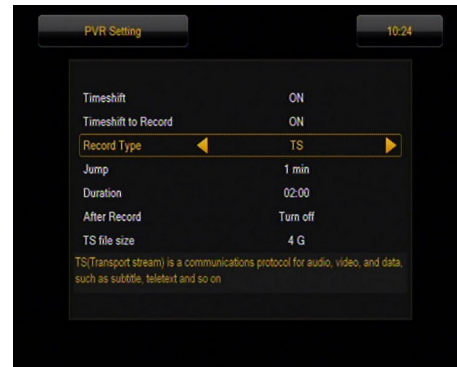 PVR Setting 10:24
Timeshift ON
Timeshift to Record ON
Record Type TS
Jump 1 min
Duration 02:00
After Record Turn off
TS file size 4 G
TS(Transport stream) is a communications protocol for audio, video, and data,
such as subtitle, teletext and so on